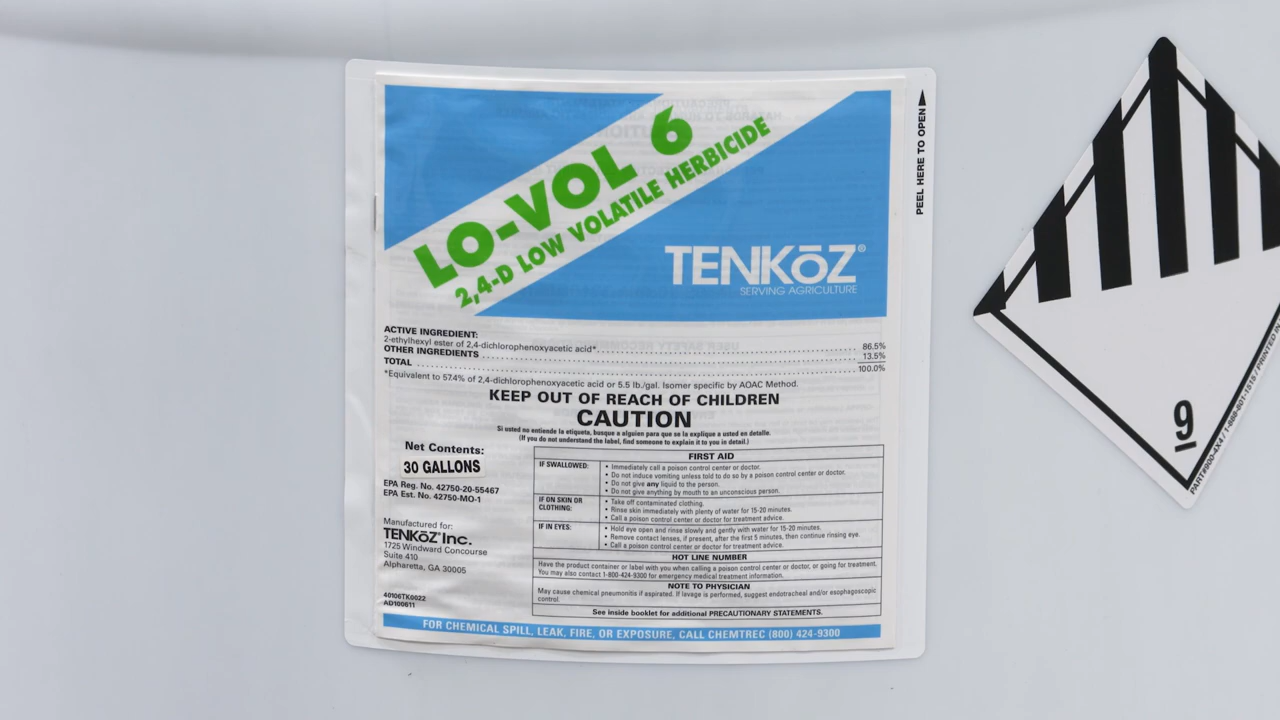 LO-VOL 6
2,4-D LOW VOLATILE HERBICIDE
TENKōZ®
SERVING AGRICULTURE
PEEL HERE TO OPEN
ACTIVE INGREDIENT:
2-ethylhexyl ester of 2,4-dichlorophenoxyacetic acid* 86.5%
OTHER INGREDIENTS 13.5%
TOTAL 100.0%
*Equivalent to 57.4% of 2,4-dichlorophenoxyacetic acid or 5.5 lb./gal. Isomer specific by AOAC Method.
KEEP OUT OF REACH OF CHILDREN
CAUTION
Si usted no entiende la etiqueta, busque a alguien para que se la explique a usted en detalle.
(If you do not understand the label, find someone to explain it to you in detail.)
Net Contents:
30 GALLONS
EPA Reg. No. 42750-20-55467
EPA Est. No. 42750-MO-1
Manufactured for:
TENKōZ Inc.
1725 Windward Concourse
Suite 410
Alpharetta, GA 30005
40106TK0022
AD100611
FIRST AID
IF SWALLOWED:
• Immediately call a poison control center or doctor.
• Do not induce vomiting unless told to do so by a poison control center or doctor.
• Do not give any liquid to the person.
• Do not give anything by mouth to an unconscious person.
IF ON SKIN OR
CLOTHING:
• Take off contaminated clothing.
• Rinse skin immediately with plenty of water for 15-20 minutes.
• Call a poison control center or doctor for treatment advice.
IF IN EYES:
• Hold eye open and rinse slowly and gently with water for 15-20 minutes.
• Remove contact lenses, if present, after the first 5 minutes, then continue rinsing eye.
• Call a poison control center or doctor for treatment advice.
HOT LINE NUMBER
Have the product container or label with you when calling a poison control center or doctor, or going for treatment.
You may also contact 1-800-424-9300 for emergency medical treatment information.
NOTE TO PHYSICIAN
May cause chemical pneumonitis if aspirated. If lavage is performed, suggest endotracheal and/or esophagoscopic
control.
See inside booklet for additional PRECAUTIONARY STATEMENTS.
FOR CHEMICAL SPILL, LEAK, FIRE, OR EXPOSURE, CALL CHEMTREC (800) 424-9300
9
PART#900-4X4 / 1-888-601-1515 / PRINTED